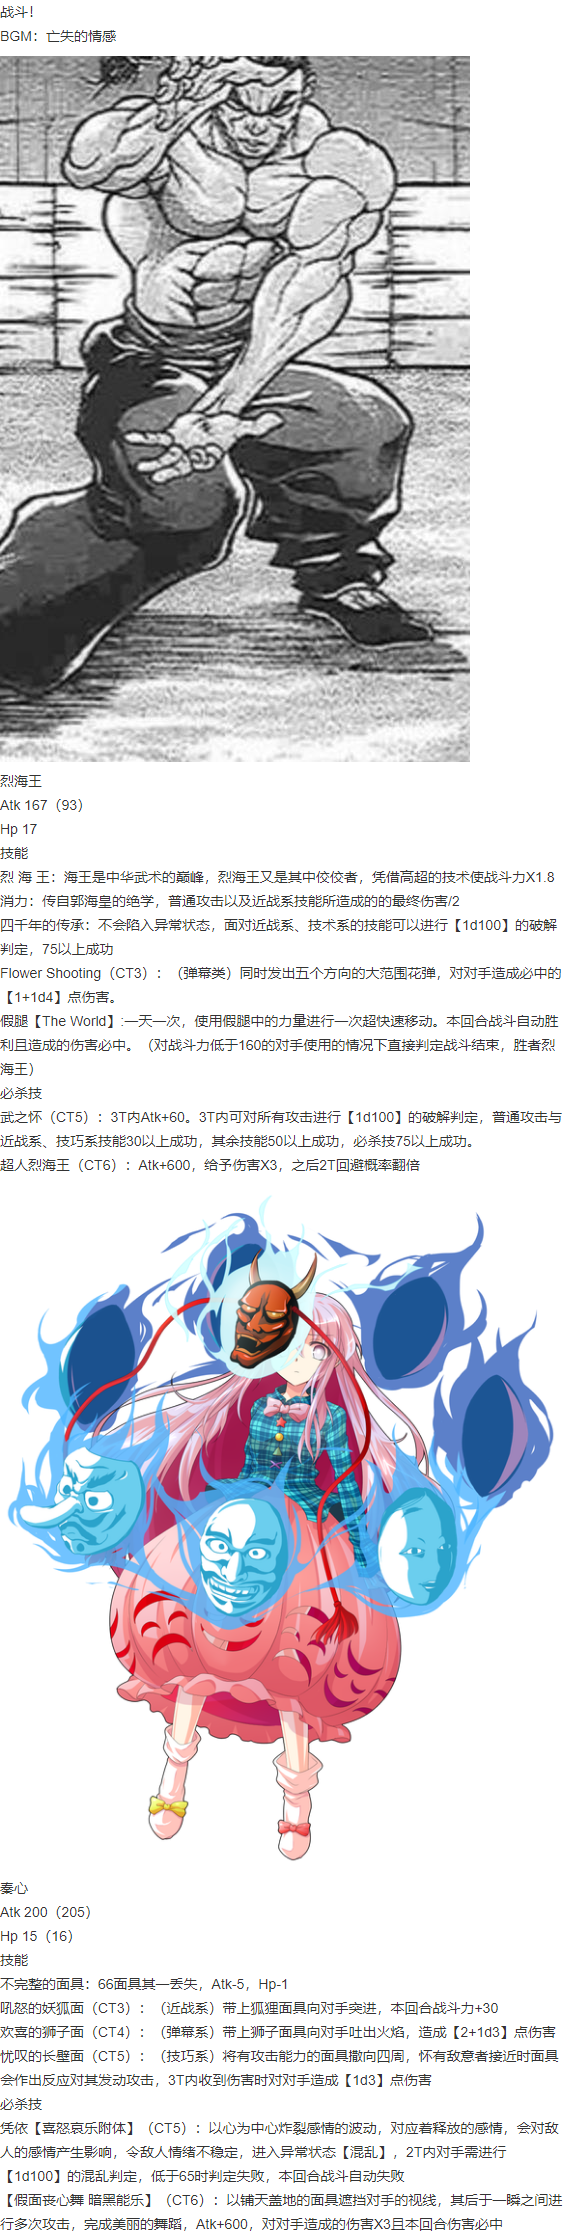 战斗！
BGM：亡失的情感
烈海王
Atk 167（93）
Hp 17
技能
烈 海 王：海王是中华武术的巅峰，烈海王又是其中佼佼者，凭借高超的技术使战斗力X1.8
消力：传自郭海皇的绝学，普通攻击以及近战系技能所造成的的最终伤害/2
四千年的传承：不会陷入异常状态，面对近战系、技术系的技能可以进行【1d100】的破解
判定，75以上成功
Flower Shooting（CT3）：（弹幕类）同时发出五个方向的大范围花弹，对对手造成必中的
【1+1d4】点伤害。
假腿【The World】:一天一次，使用假腿中的力量进行一次超快速移动。本回合战斗自动胜
利且造成的伤害必中。（对战斗力低于160的对手使用的情况下直接判定战斗结束，胜者烈
海王）
必杀技
武之怀（CT5）：3T内Atk+60。3T内可对所有攻击进行【1d100】的破解判定，普通攻击与
近战系、技巧系技能30以上成功，其余技能50以上成功，必杀技75以上成功。
超人烈海王（CT6）：Atk+600，给予伤害X3，之后2T回避概率翻倍
秦心
Atk 200（205）
Hp 15（16）
技能
不完整的面具：66面具其一丢失，Atk-5，Hp-1
吼怒的妖狐面（CT3）：（近战系）带上狐狸面具向对手突进，本回合战斗力+30
欢喜的狮子面（CT4）：（弹幕系）带上狮子面具向对手吐出火焰，造成【2+1d3】点伤害
忧叹的长壁面（CT5）：（技巧系）将有攻击能力的面具撒向四周，怀有敌意者接近时面具
会作出反应对其发动攻击，3T内收到伤害时对对手造成【1d3】点伤害
必杀技
凭依【喜怒哀乐附体】（CT5）：以心为中心炸裂感情的波动，对应着释放的感情，会对敌
人的感情产生影响，令敌人情绪不稳定，进入异常状态【混乱】，2T内对手需进行
【1d100】的混乱判定，低于65时判定失败，本回合战斗自动失败
【假面丧心舞 暗黑能乐】（CT6）：以铺天盖地的面具遮挡对手的视线，其后于一瞬之间进
行多次攻击，完成美丽的舞蹈，Atk+600，对对手造成的伤害X3且本回合伤害必中